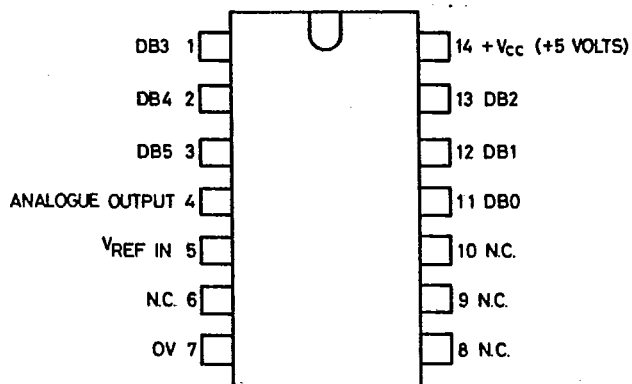 DB3 1
DB4 2
DB5 3
ANALOGUE OUTPUT 4
VREF IN 5
N.C. 6
0V 7
14 +Vcc (+5 VOLTS)
13 DB2
12 DB1
11 DB0
10 N.C.
9 N.C.
8 N.C.